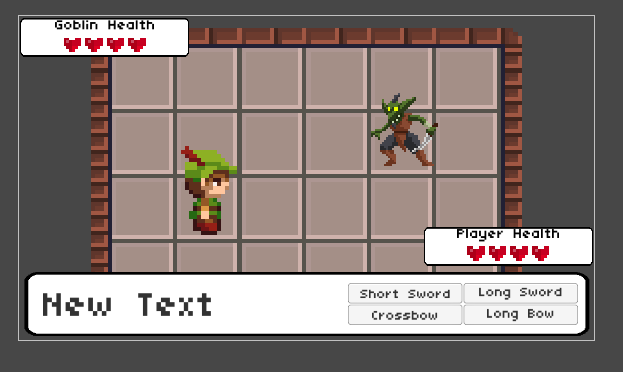 Goblin Health
Player Health
New Text
Short Sword
Long Sword
Crossbow
Long Bow